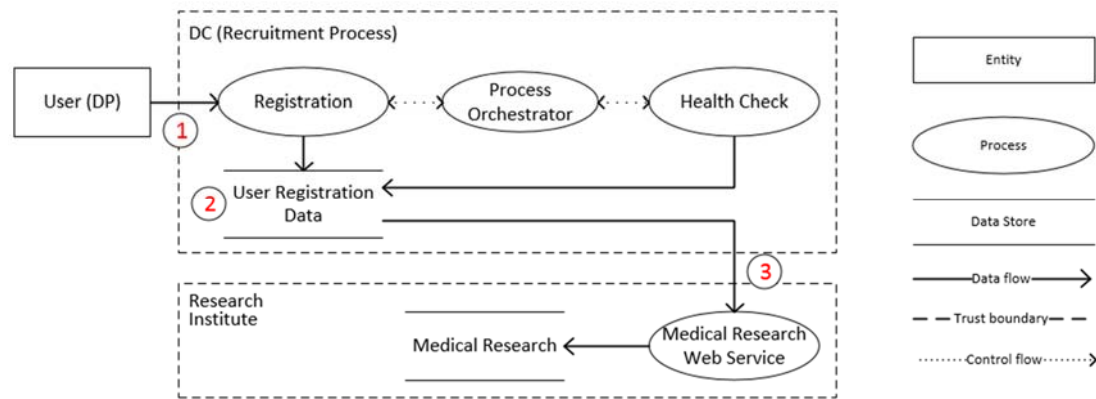 DC (Recruitment Process)
User (DP)
Registration
Process
Orchestrator
Health Check
1
2
User Registration
Data
3
Research
Institute
Medical Research
Medical Research
Web Service
Entity
Process
Data Store
Data flow
Trust boundary
Control flow